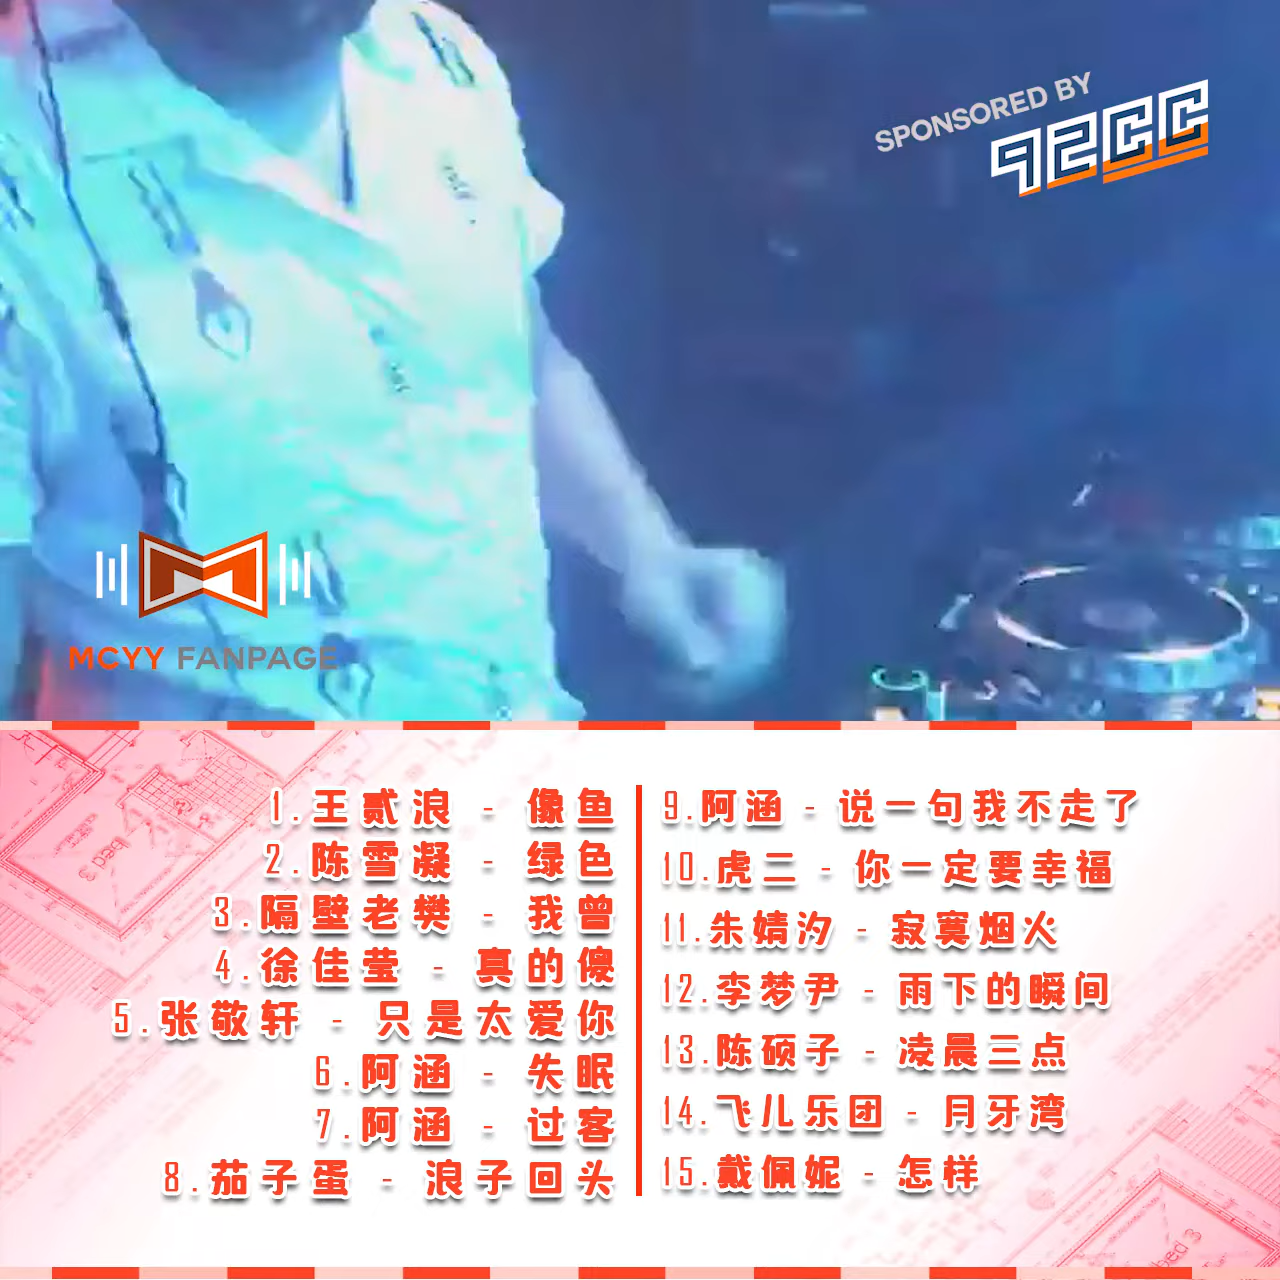 SPONSORED BY
92CC
MCYY FANPAGE
1.王贰浪 - 像鱼
2.陈雪凝 - 绿色
3.隔壁老樊 - 我曾
4.徐佳莹 - 真的傻
5.张敬轩 - 只是太爱你
6.阿涵 - 失眠
7.阿涵 - 过客
8.茄子蛋 - 浪子回头
9.阿涵 - 说一句我不走了
10.虎二 - 你一定要幸福
11.朱婧汐 - 寂寞烟火
12.李梦尹 - 雨下的瞬间
13.陈硕子 - 凌晨三点
14.飞儿乐团 - 月牙湾
15.戴佩妮 - 怎样
bed 3
bed 3